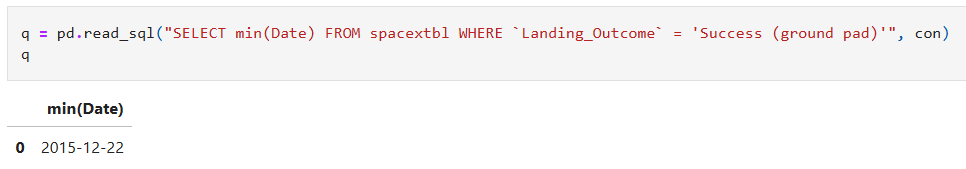 q = pd.read_sql("SELECT min(Date) FROM spacextbl WHERE `Landing_Outcome` = 'Success (ground pad)'", con)
q
min(Date)
0 2015-12-22